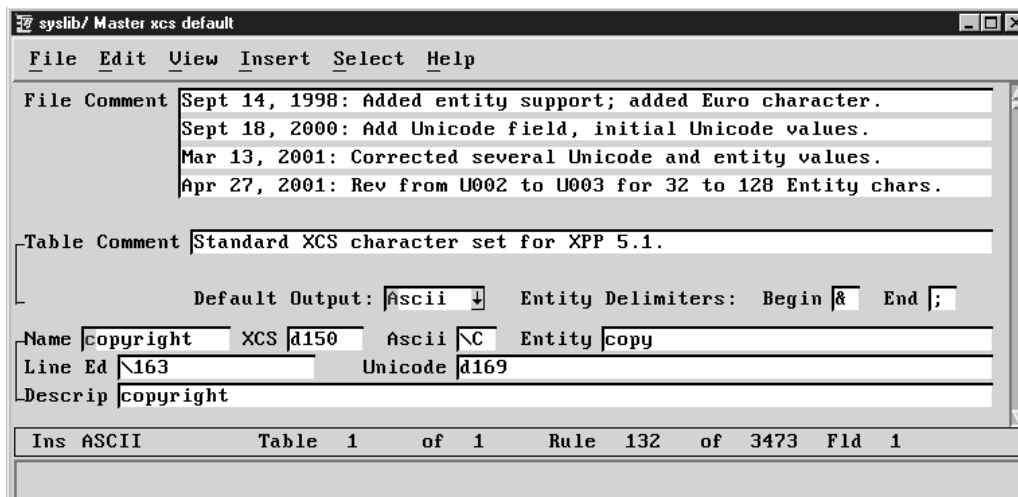 syslib/ Master xcs default
File Edit View Insert Select Help
File Comment Sept 14, 1998: Added entity support; added Euro character.
Sept 18, 2000: Add Unicode field, initial Unicode values.
Mar 13, 2001: Corrected several Unicode and entity values.
Apr 27, 2001: Rev from U002 to U003 for 32 to 128 Entity chars.
Table Comment Standard XCS character set for XPP 5.1.
Default Output: Ascii Entity Delimiters: Begin & End ;
Name copyright XCS d150 Ascii \C Entity copy
Line Ed \163 Unicode d169
Descrip copyright
Ins ASCII Table 1 of 1 Rule 132 of 3473 Fld 1